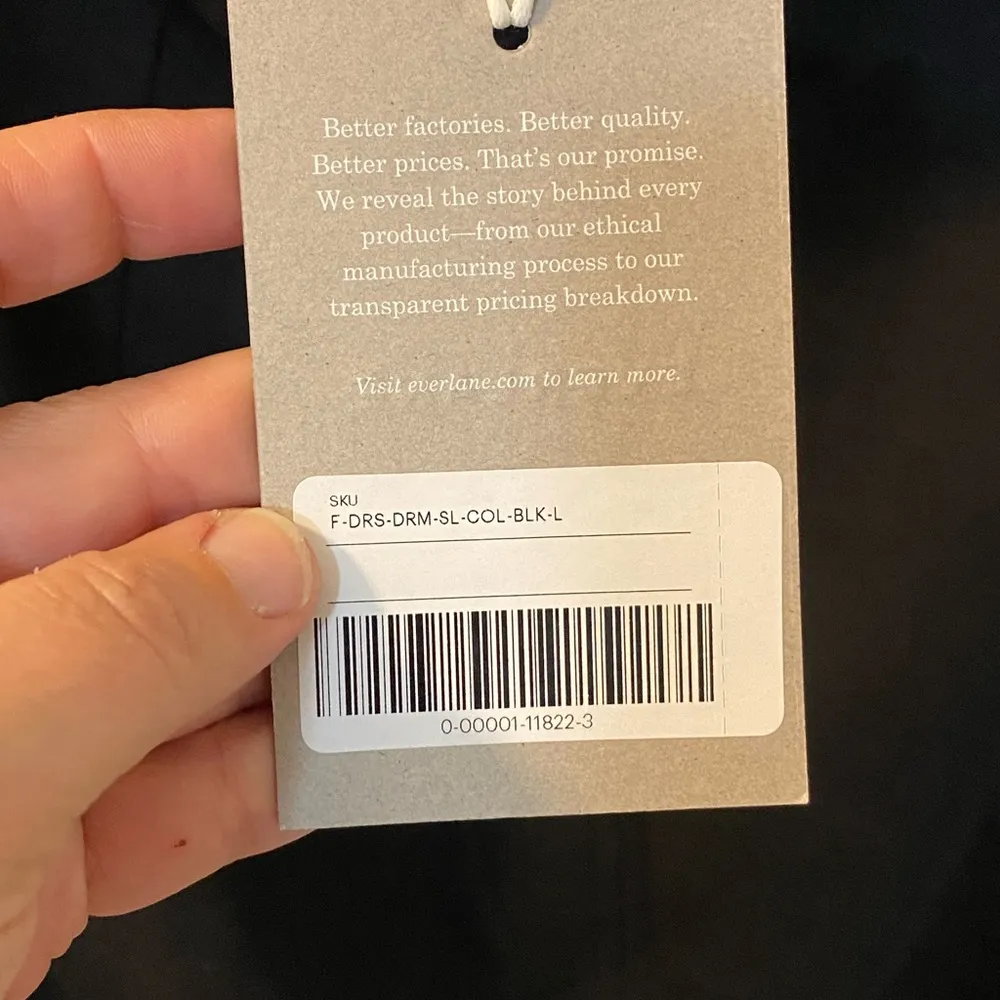 Better factories. Better quality.
Better prices. That's our promise.
We reveal the story behind every
product—from our ethical
manufacturing process to our
transparent pricing breakdown.
Visit everlane.com to learn more.
SKU
F-DRS-DRM-SL-COL-BLK-L
0-00001-11822-3